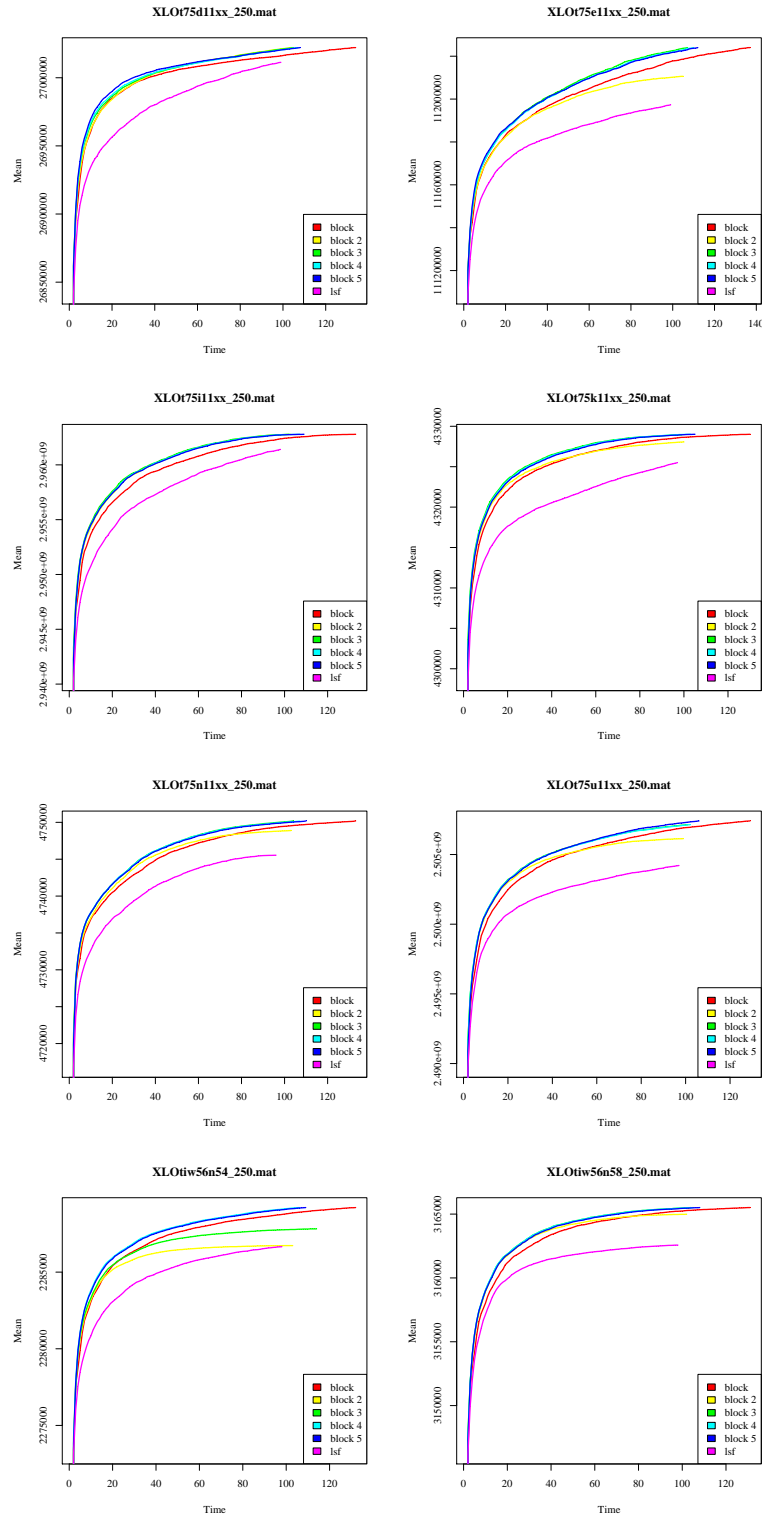 XLOt75d11xx_250.mat
Mean
27000000
26950000
26900000
26850000
block
block 2
block 3
block 4
block 5
lsf
0 20 40 60 80 100 120
Time
XLOt75e11xx_250.mat
Mean
112000000
111600000
111200000
block
block 2
block 3
block 4
block 5
lsf
0 20 40 60 80 100 120 140
Time
XLOt75i11xx_250.mat
Mean
2.960e+09
2.955e+09
2.950e+09
2.945e+09
2.940e+09
block
block 2
block 3
block 4
block 5
lsf
0 20 40 60 80 100 120
Time
XLOt75k11xx_250.mat
Mean
4330000
4320000
4310000
4300000
block
block 2
block 3
block 4
block 5
lsf
0 20 40 60 80 100 120
Time
XLOt75n11xx_250.mat
Mean
4750000
4740000
4730000
4720000
block
block 2
block 3
block 4
block 5
lsf
0 20 40 60 80 100 120
Time
XLOt75u11xx_250.mat
Mean
2.505e+09
2.500e+09
2.495e+09
2.490e+09
block
block 2
block 3
block 4
block 5
lsf
0 20 40 60 80 100 120
Time
XLOtiw56n54_250.mat
Mean
2285000
2280000
2275000
block
block 2
block 3
block 4
block 5
lsf
0 20 40 60 80 100 120
Time
XLOtiw56n58_250.mat
Mean
3165000
3160000
3155000
3150000
block
block 2
block 3
block 4
block 5
lsf
0 20 40 60 80 100 120
Time